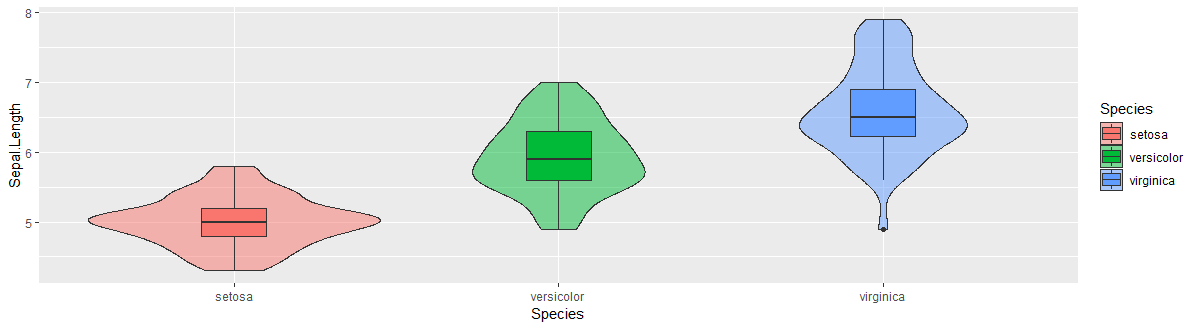 Sepal.Length
8
7
6
5
setosa
versicolor
virginica
Species
Species
setosa
versicolor
virginica